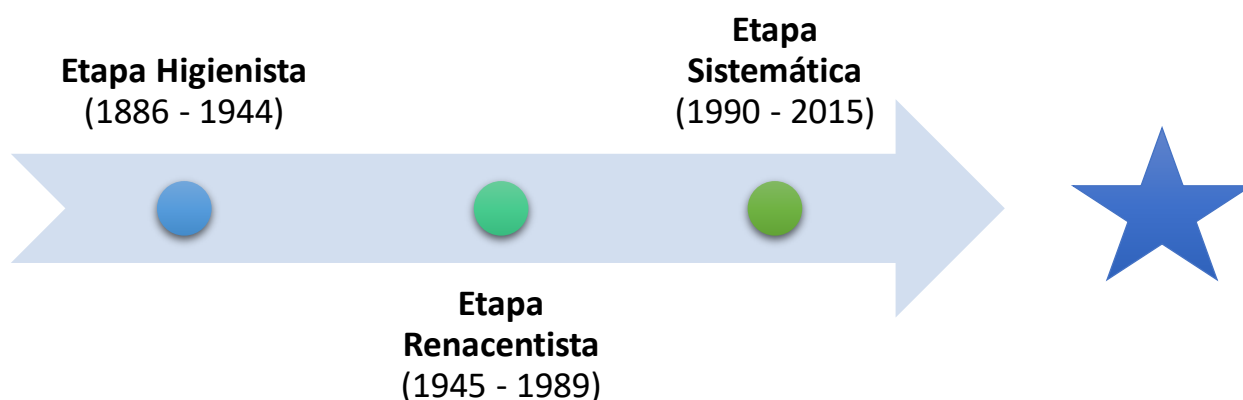 Etapa Higienista
(1886 - 1944)
Etapa
Renacentista
(1945 - 1989)
Etapa
Sistemática
(1990 - 2015)